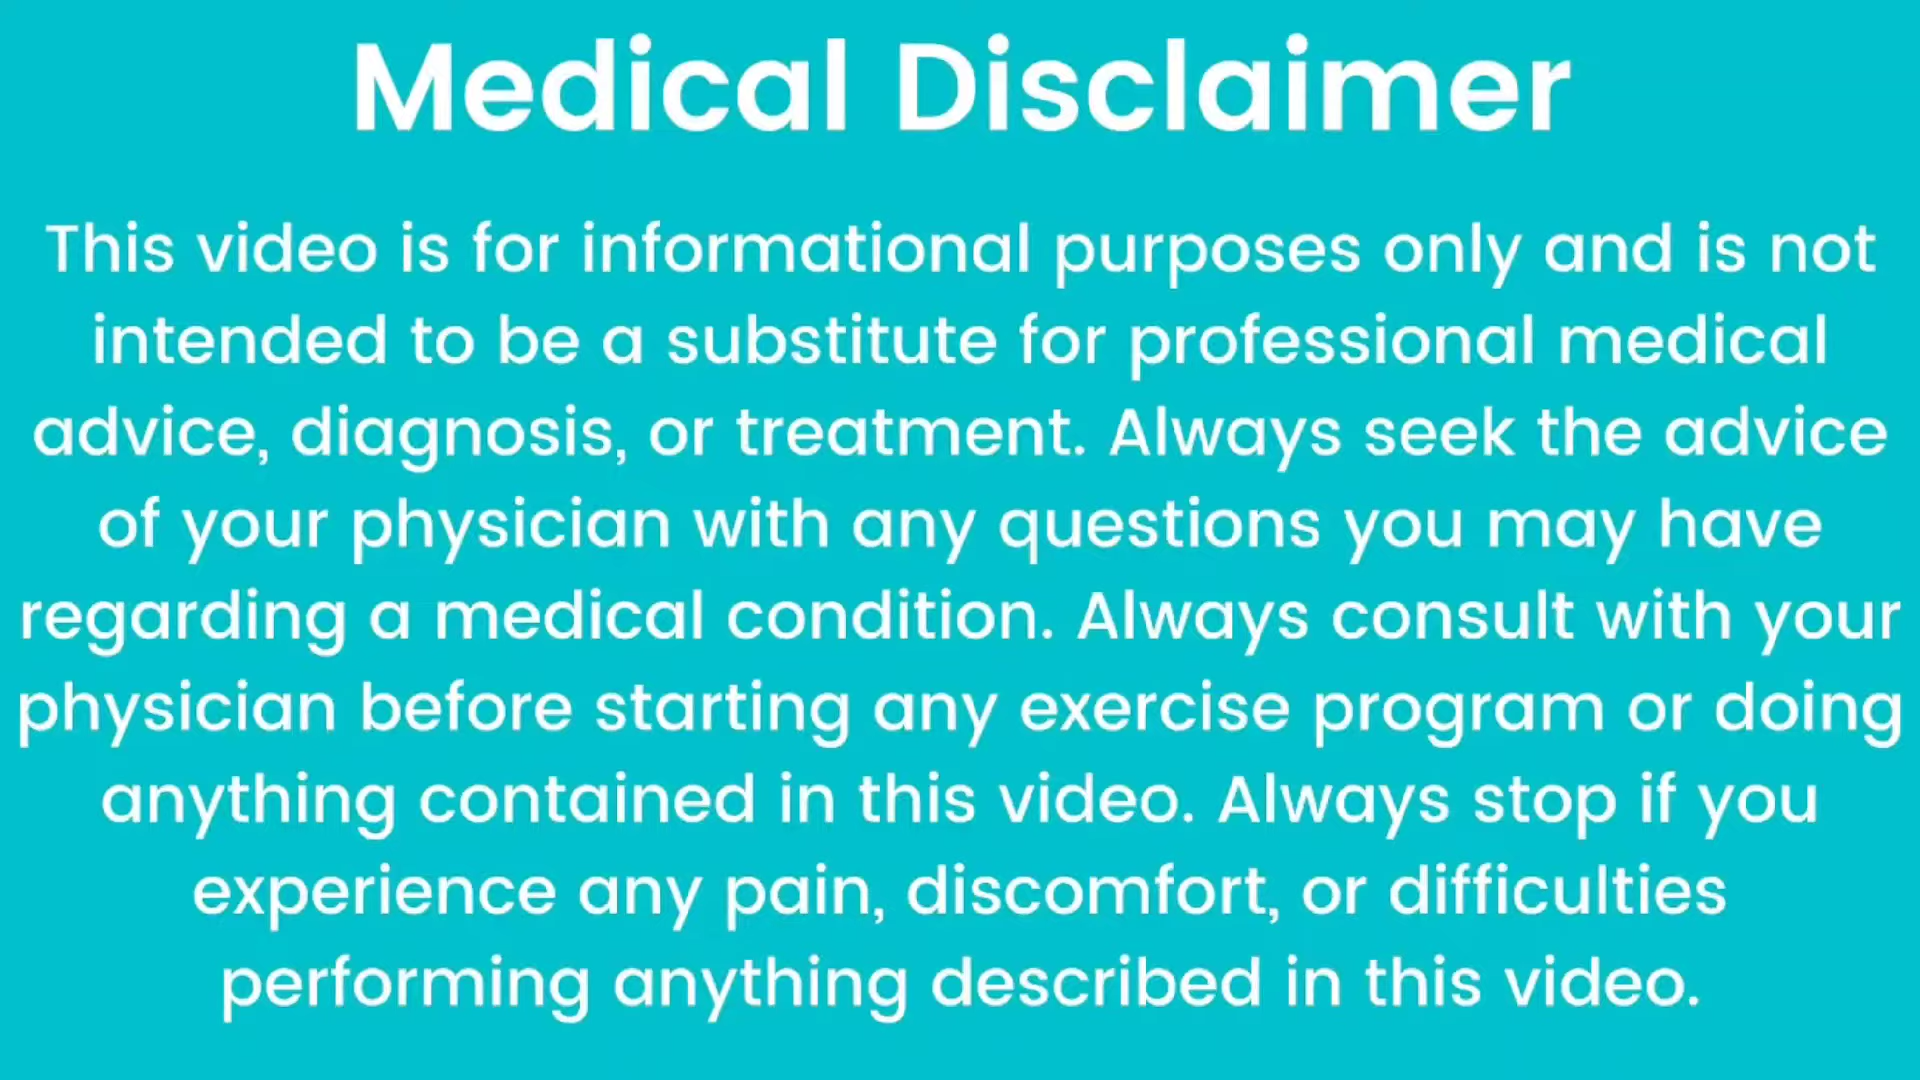 Medical Disclaimer
This video is for informational purposes only and is not
intended to be a substitute for professional medical
advice, diagnosis, or treatment. Always seek the advice
of your physician with any questions you may have
regarding a medical condition. Always consult with your
physician before starting any exercise program or doing
anything contained in this video. Always stop if you
experience any pain, discomfort, or difficulties
performing anything described in this video.